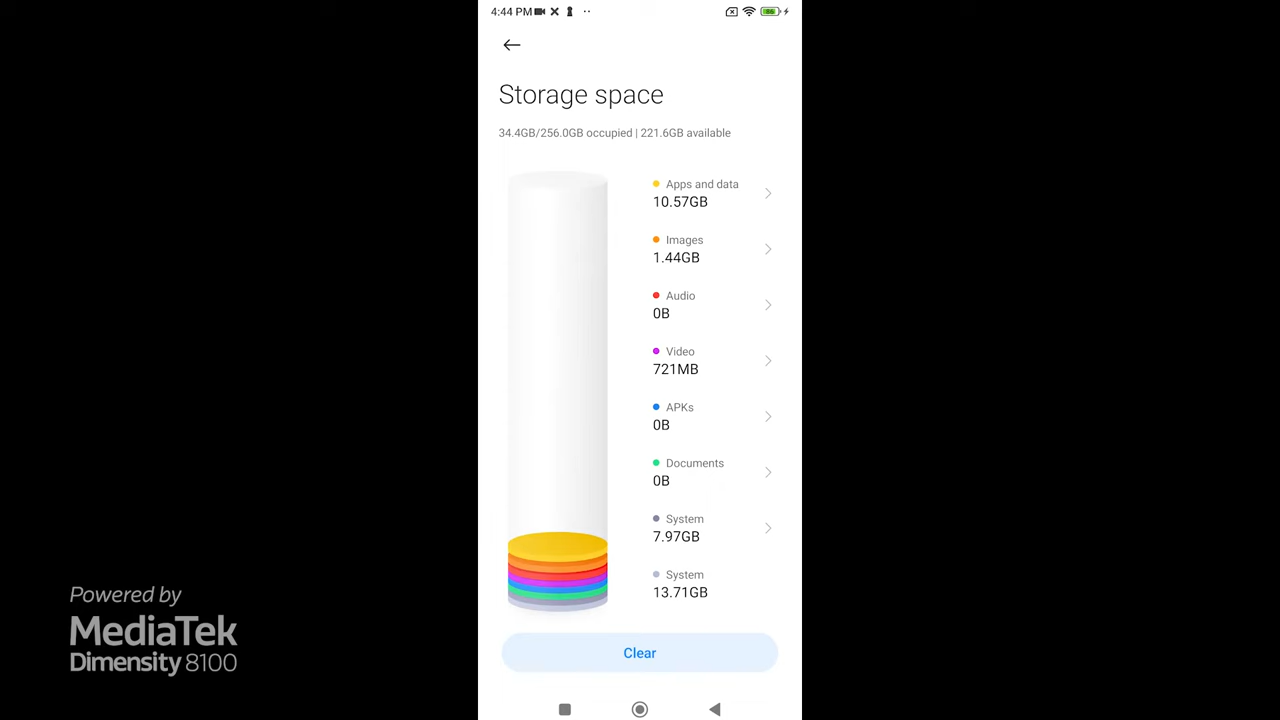 4:44 PM
86
Storage space
34.4GB/256.0GB occupied | 221.6GB available
Apps and data
10.57GB
Images
1.44GB
Audio
0B
Video
721MB
APKs
0B
Documents
0B
System
7.97GB
System
13.71GB
Clear
Powered by
MediaTek
Dimensity 8100